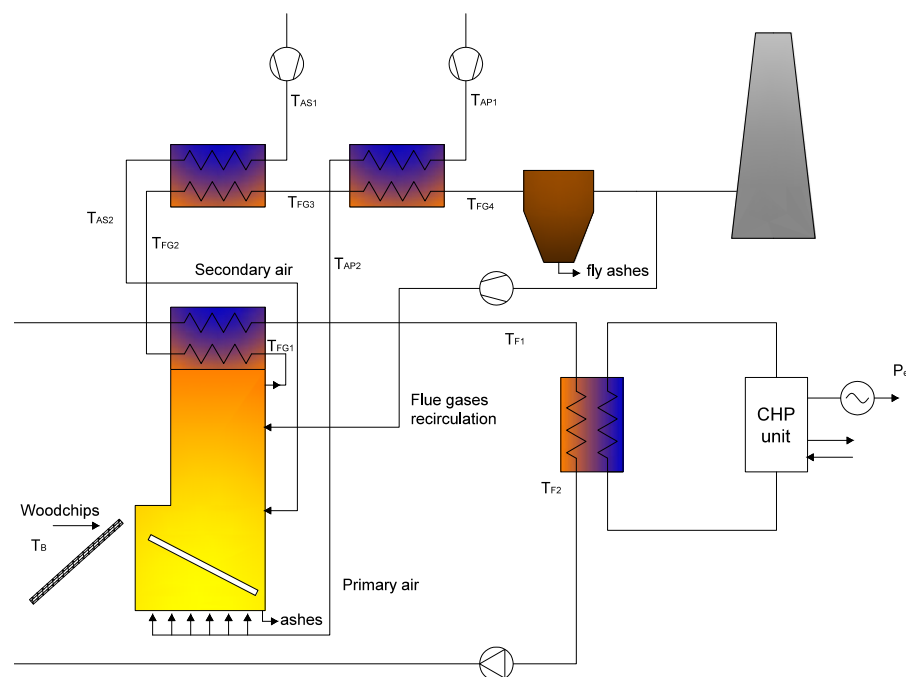 TAS1
TAP1
TFG3
TFG4
TAS2
TFG2
TAP2
Secondary air
fly ashes
TFG1
TF1
Pe
Flue gases
recirculation
CHP
unit
TF2
Woodchips
TB
Primary air
ashes